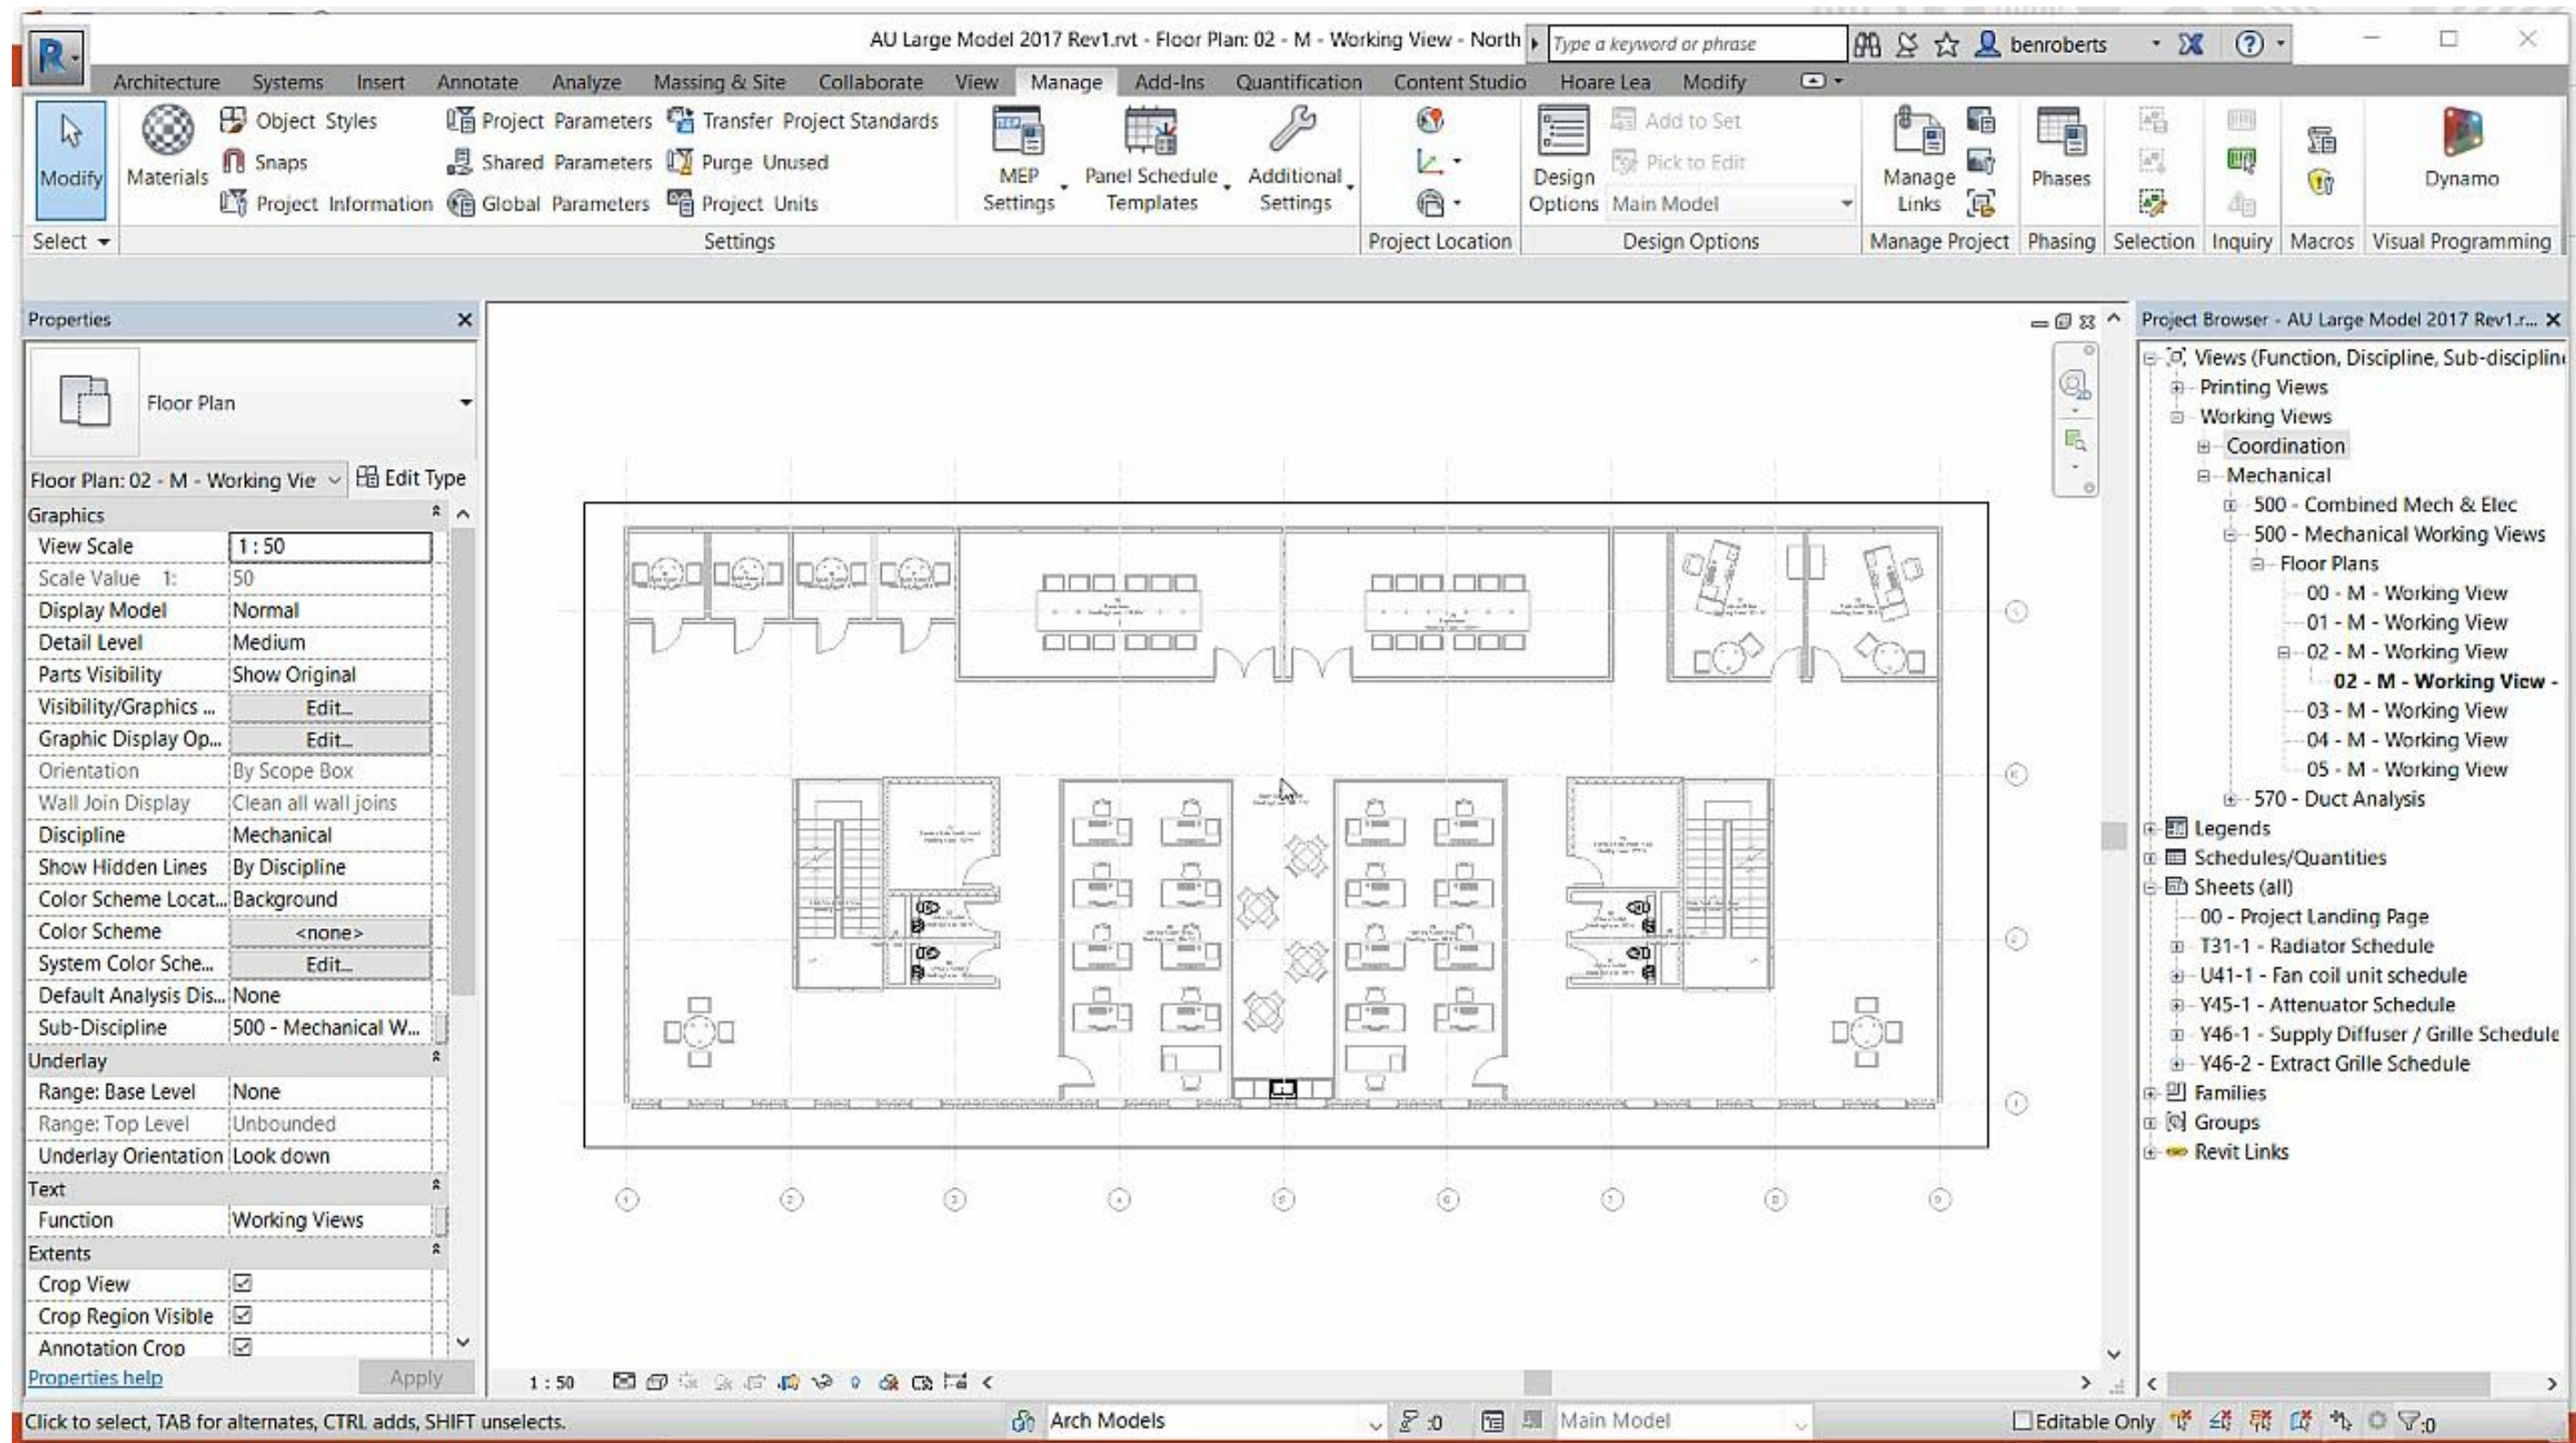 AU Large Model 2017 Rev1.rvt - Floor Plan: 02 - M - Working View - North
Type a keyword or phrase
benroberts
Architecture Systems Insert Annotate Analyze Massing & Site Collaborate View Manage Add-Ins Quantification Content Studio Hoare Lea Modify
Modify
Materials
Object Styles
Snaps
Project Information
Project Parameters
Shared Parameters
Global Parameters
Transfer Project Standards
Purge Unused
Project Units
MEP
Settings
Panel Schedule
Templates
Additional
Settings
Design
Options
Add to Set
Pick to Edit
Main Model
Manage
Links
Phases
Dynamo
Select
Settings
Project Location
Design Options
Manage Project
Phasing
Selection
Inquiry
Macros
Visual Programming
Properties
Floor Plan
Floor Plan: 02 - M - Working Vie
Edit Type
Graphics
View Scale 1 : 50
Scale Value 1: 50
Display Model Normal
Detail Level Medium
Parts Visibility Show Original
Visibility/Graphics ... Edit...
Graphic Display Op... Edit...
Orientation By Scope Box
Wall Join Display Clean all wall joins
Discipline Mechanical
Show Hidden Lines By Discipline
Color Scheme Locat... Background
Color Scheme <none>
System Color Sche... Edit...
Default Analysis Dis... None
Sub-Discipline 500 - Mechanical W...
Underlay
Range: Base Level None
Range: Top Level Unbounded
Underlay Orientation Look down
Text
Function Working Views
Extents
Crop View
Crop Region Visible
Annotation Crop
Properties help
Apply
2D
1 : 50
Project Browser - AU Large Model 2017 Rev1.r...
Views (Function, Discipline, Sub-discipline
Printing Views
Working Views
Coordination
Mechanical
500 - Combined Mech & Elec
500 - Mechanical Working Views
Floor Plans
00 - M - Working View
01 - M - Working View
02 - M - Working View
02 - M - Working View -
03 - M - Working View
04 - M - Working View
05 - M - Working View
570 - Duct Analysis
Legends
Schedules/Quantities
Sheets (all)
00 - Project Landing Page
T31-1 - Radiator Schedule
U41-1 - Fan coil unit schedule
Y45-1 - Attenuator Schedule
Y46-1 - Supply Diffuser / Grille Schedule
Y46-2 - Extract Grille Schedule
Families
Groups
Revit Links
Click to select, TAB for alternates, CTRL adds, SHIFT unselects.
Arch Models
:0
Main Model
Editable Only
:0